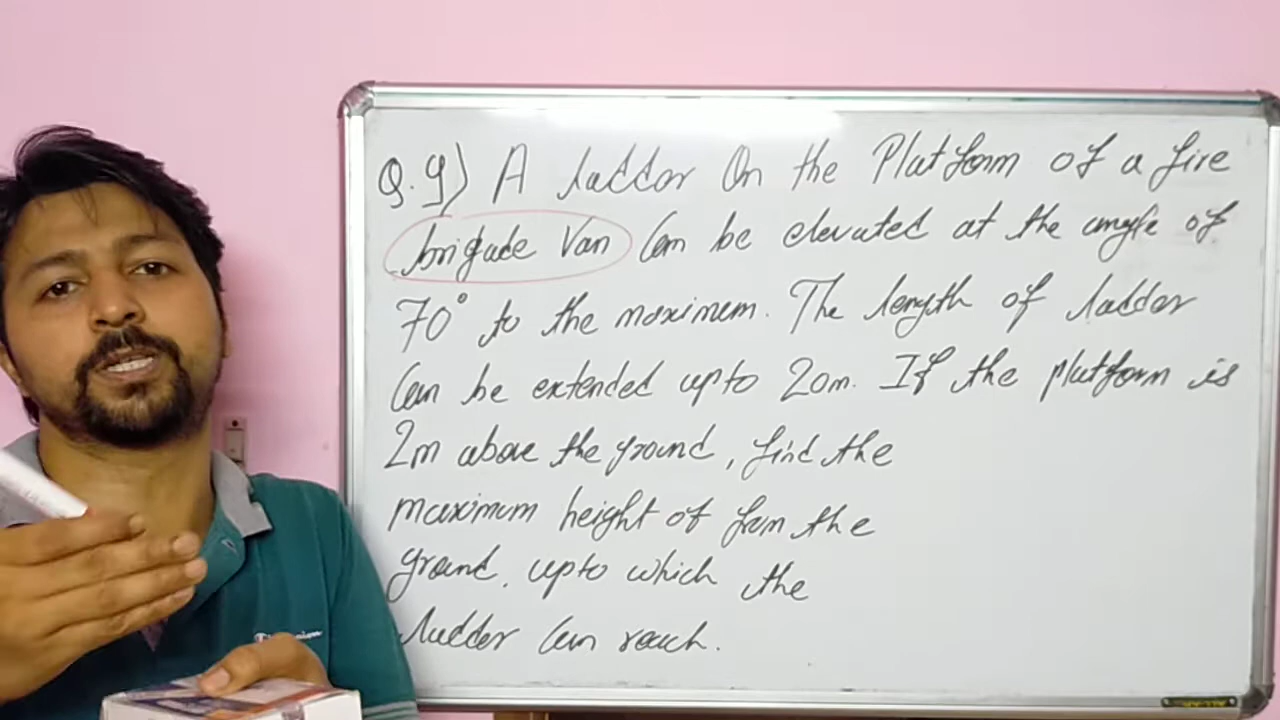 Q.9) A ladder On the Platform of a fire
brigade Van Can be elevated at the angle of
70° to the maximum. The length of ladder
Can be extended upto 20m. If the platform is
2m above the ground, find the
maximum height of from the
ground, upto which the
ladder Can reach.
Champion